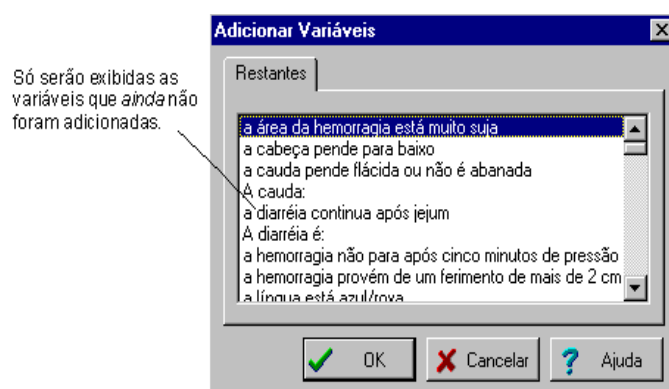 Adicionar Variáveis
Restantes
Só serão exibidas as
variáveis que ainda não
foram adicionadas.
a área da hemorragia está muito suja
a cabeça pende para baixo
a cauda pende flácida ou não é abanada
A cauda:
a diarréia continua após jejum
A diarréia é:
a hemorragia não para após cinco minutos de pressão
a hemorragia provém de um ferimento de mais de 2 cm
a língua está azul/roxa
OK
Cancelar
Ajuda